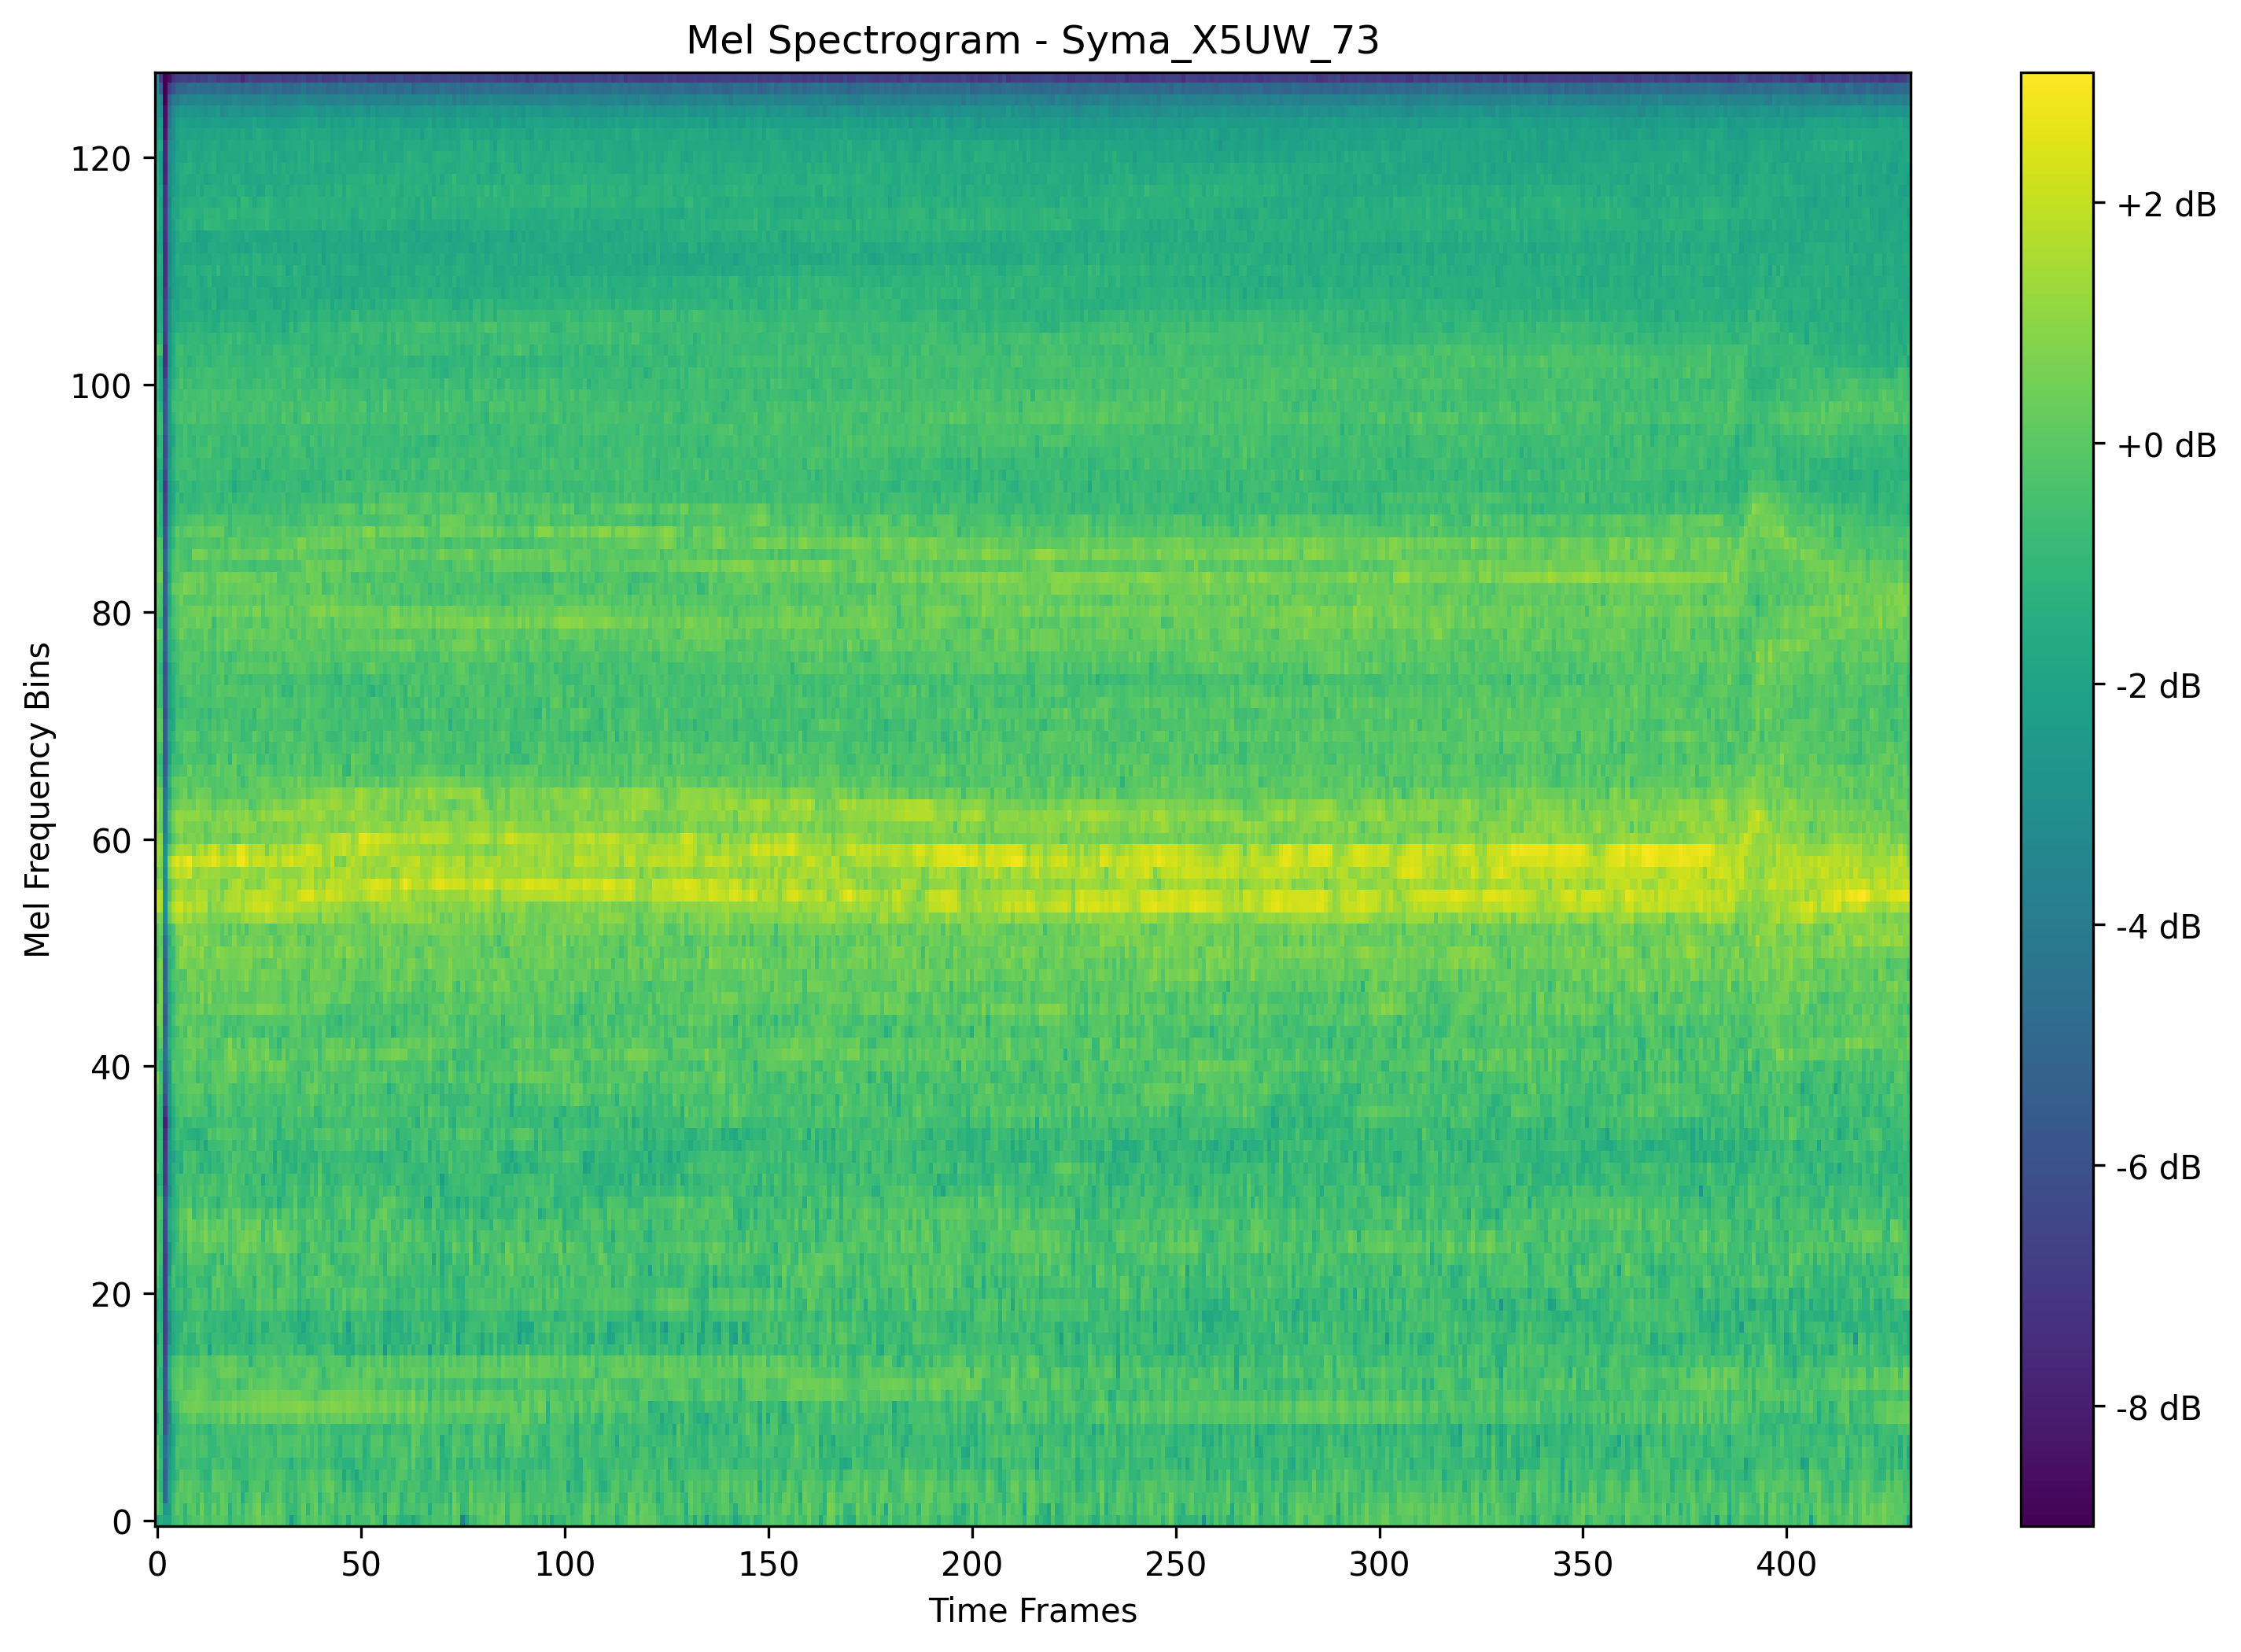 Mel Spectrogram - Syma_X5UW_73
Mel Frequency Bins
120
100
80
60
40
20
0
0 50 100 150 200 250 300 350 400
Time Frames
+2 dB
+0 dB
-2 dB
-4 dB
-6 dB
-8 dB